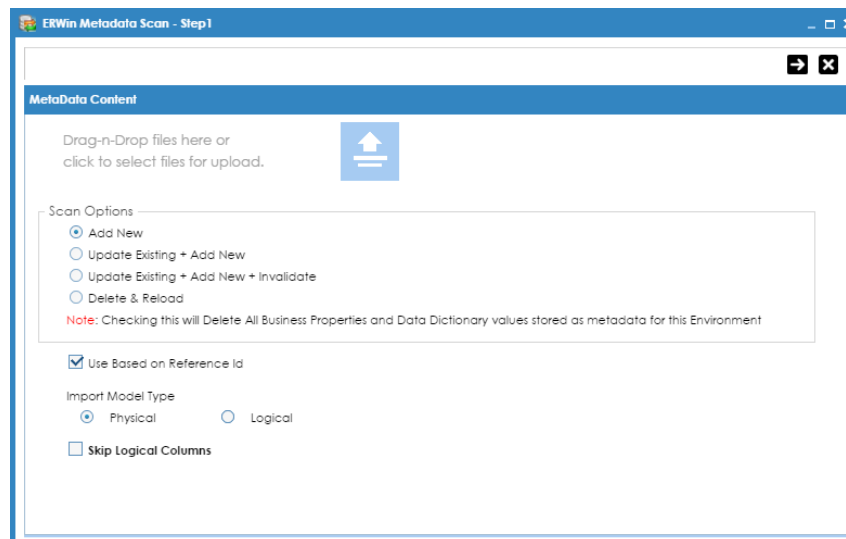 ERWin Metadata Scan - Step1
MetaData Content
Drag-n-Drop files here or
click to select files for upload.
Scan Options
Add New
Update Existing + Add New
Update Existing + Add New + Invalidate
Delete & Reload
Note: Checking this will Delete All Business Properties and Data Dictionary values stored as metadata for this Environment
Use Based on Reference Id
Import Model Type
Physical Logical
Skip Logical Columns